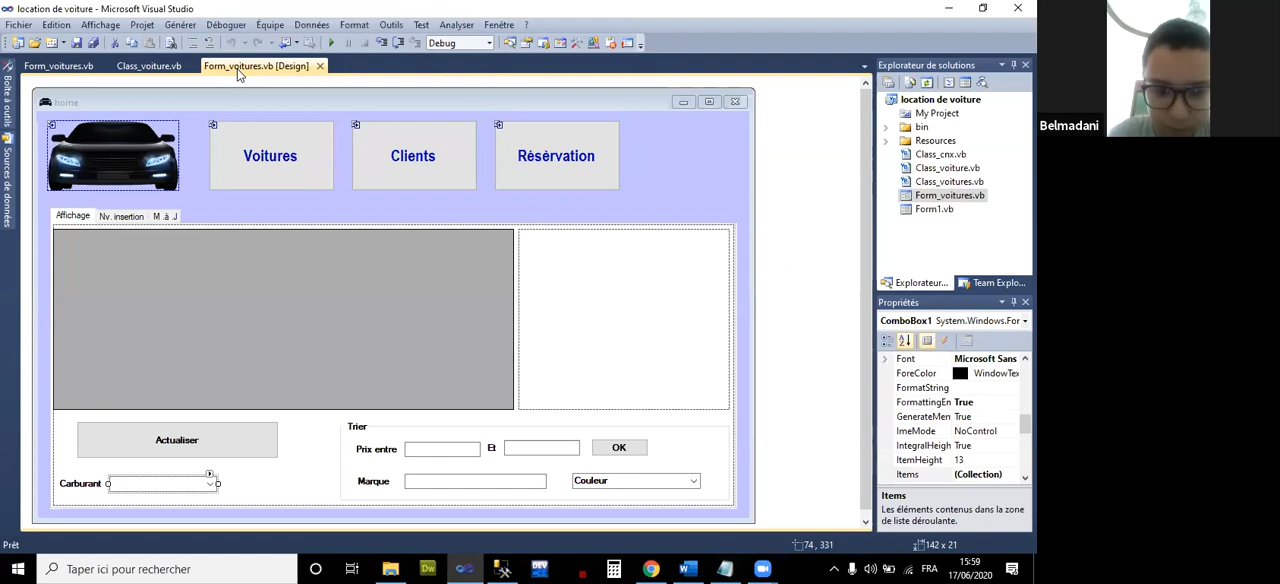 location de voiture - Microsoft Visual Studio
Fichier Edition Affichage Projet Générer Déboguer Équipe Données Format Outils Test Analyser Fenêtre ?
Debug
Form_voitures.vb Class_voiture.vb Form_voitures.vb [Design]
Boîte à outils
Sources de données
home
Voitures Clients Résérvation
Affichage Nv. insertion M .à .J
Actualiser
Trier
Prix entre Et OK
Carburant
Marque Couleur
Explorateur de solutions
location de voiture
My Project
bin
Resources
Class_cnx.vb
Class_voiture.vb
Class_voitures.vb
Form_voitures.vb
Form1.vb
Explorateur... Team Explo...
Propriétés
ComboBox1 System.Windows.For
Font Microsoft Sans
ForeColor WindowTex
FormatString
FormattingEn True
GenerateMen True
ImeMode NoControl
IntegralHeigh True
ItemHeight 13
Items (Collection)
Items
Les éléments contenus dans la zone de liste déroulante.
Prêt
74 , 331
142 x 21
Taper ici pour rechercher
FRA
15:59
17/06/2020
Belmadani